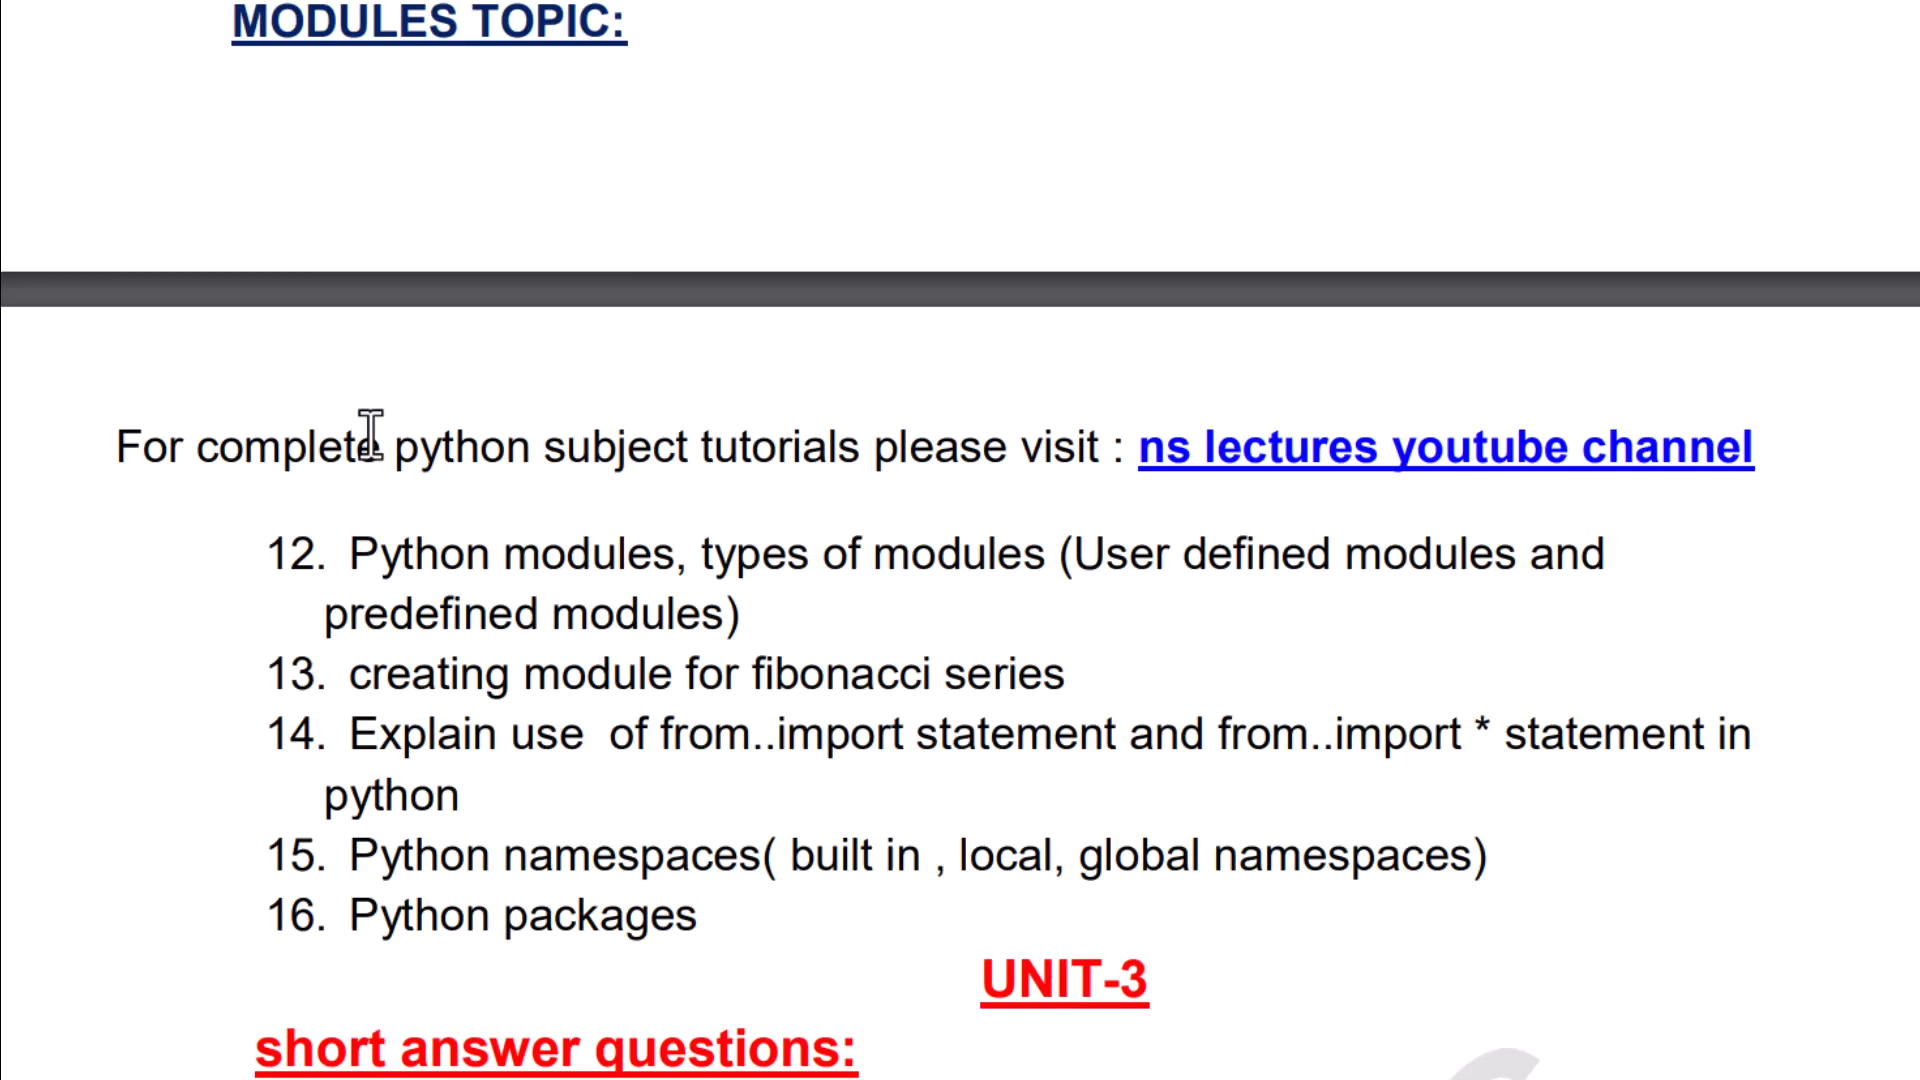 MODULES TOPIC:
For complete python subject tutorials please visit : ns lectures youtube channel
12. Python modules, types of modules (User defined modules and
predefined modules)
13. creating module for fibonacci series
14. Explain use of from..import statement and from..import * statement in
python
15. Python namespaces( built in , local, global namespaces)
16. Python packages
UNIT-3
short answer questions: